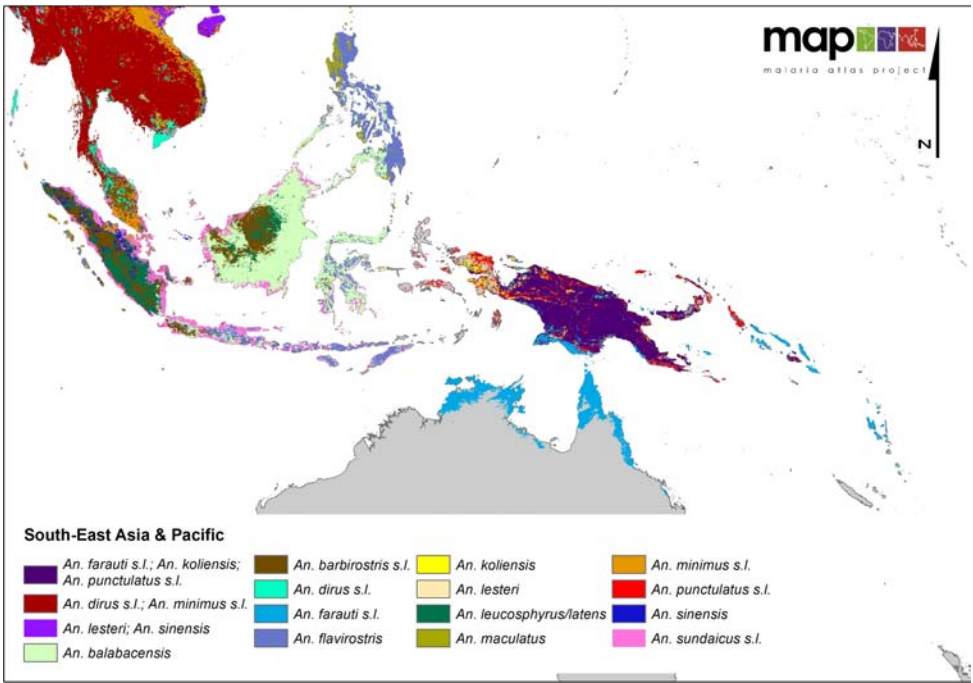 map
malaria atlas project
N
South-East Asia & Pacific
An. farauti s.l.; An. koliensis;
An. punctulatus s.l.
An. dirus s.l.; An. minimus s.l.
An. lesteri; An. sinensis
An. balabacensis
An. barbirostris s.l.
An. dirus s.l.
An. farauti s.l.
An. flavirostris
An. koliensis
An. lesteri
An. leucosphyrus/latens
An. maculatus
An. minimus s.l.
An. punctulatus s.l.
An. sinensis
An. sundaicus s.l.